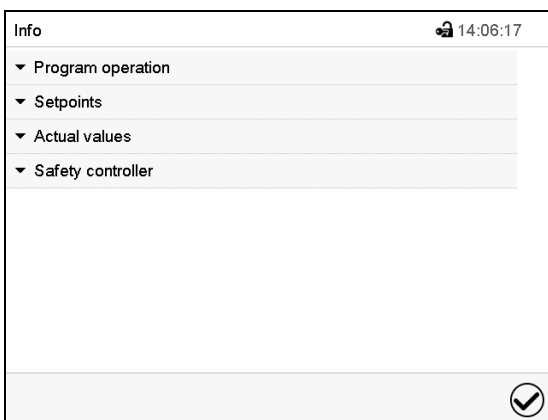 Info 14:06:17
Program operation
Setpoints
Actual values
Safety controller